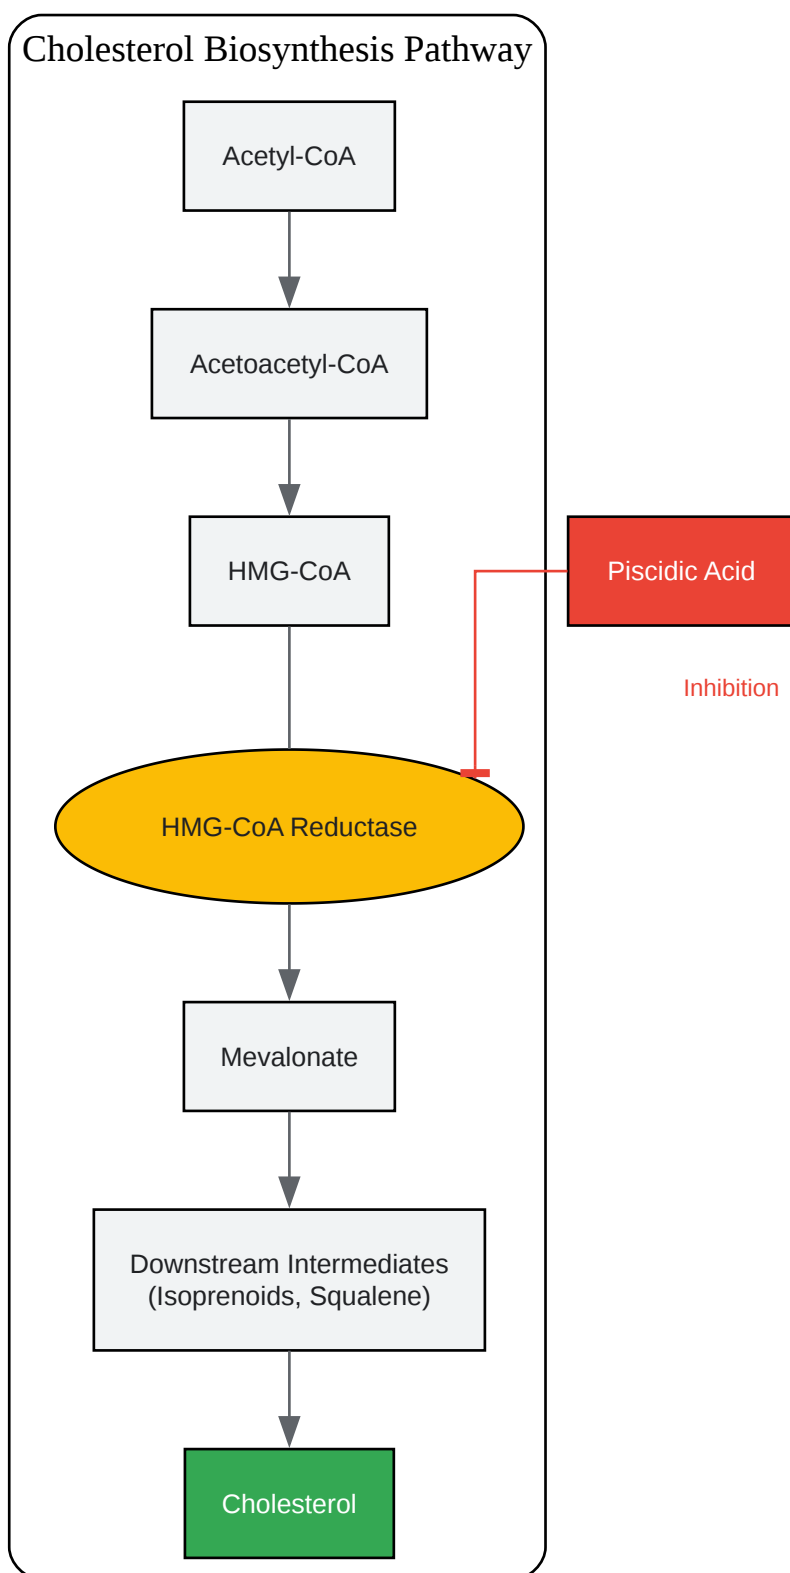 Cholesterol Biosynthesis Pathway
Acetyl-CoA
Acetoacetyl-CoA
HMG-CoA
Piscidic Acid
Inhibition
HMG-CoA Reductase
Mevalonate
Downstream Intermediates
(Isoprenoids, Squalene)
Cholesterol